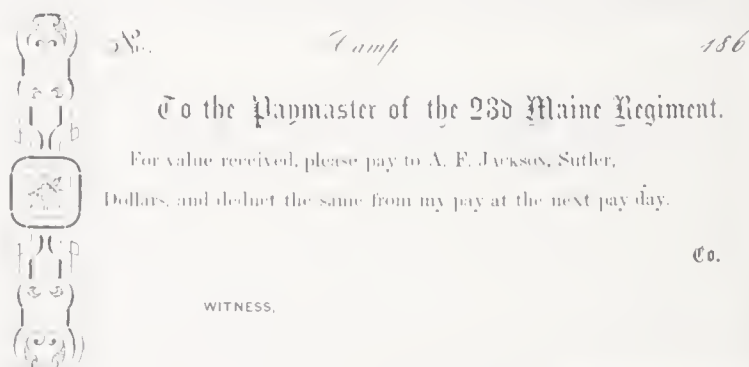 No. Camp 186
To the Paymaster of the 23d Maine Regiment.
For value received, please pay to A. F. Jackson, Sutler,
Dollars, and deduct the same from my pay at the next pay day.
Co.
WITNESS,